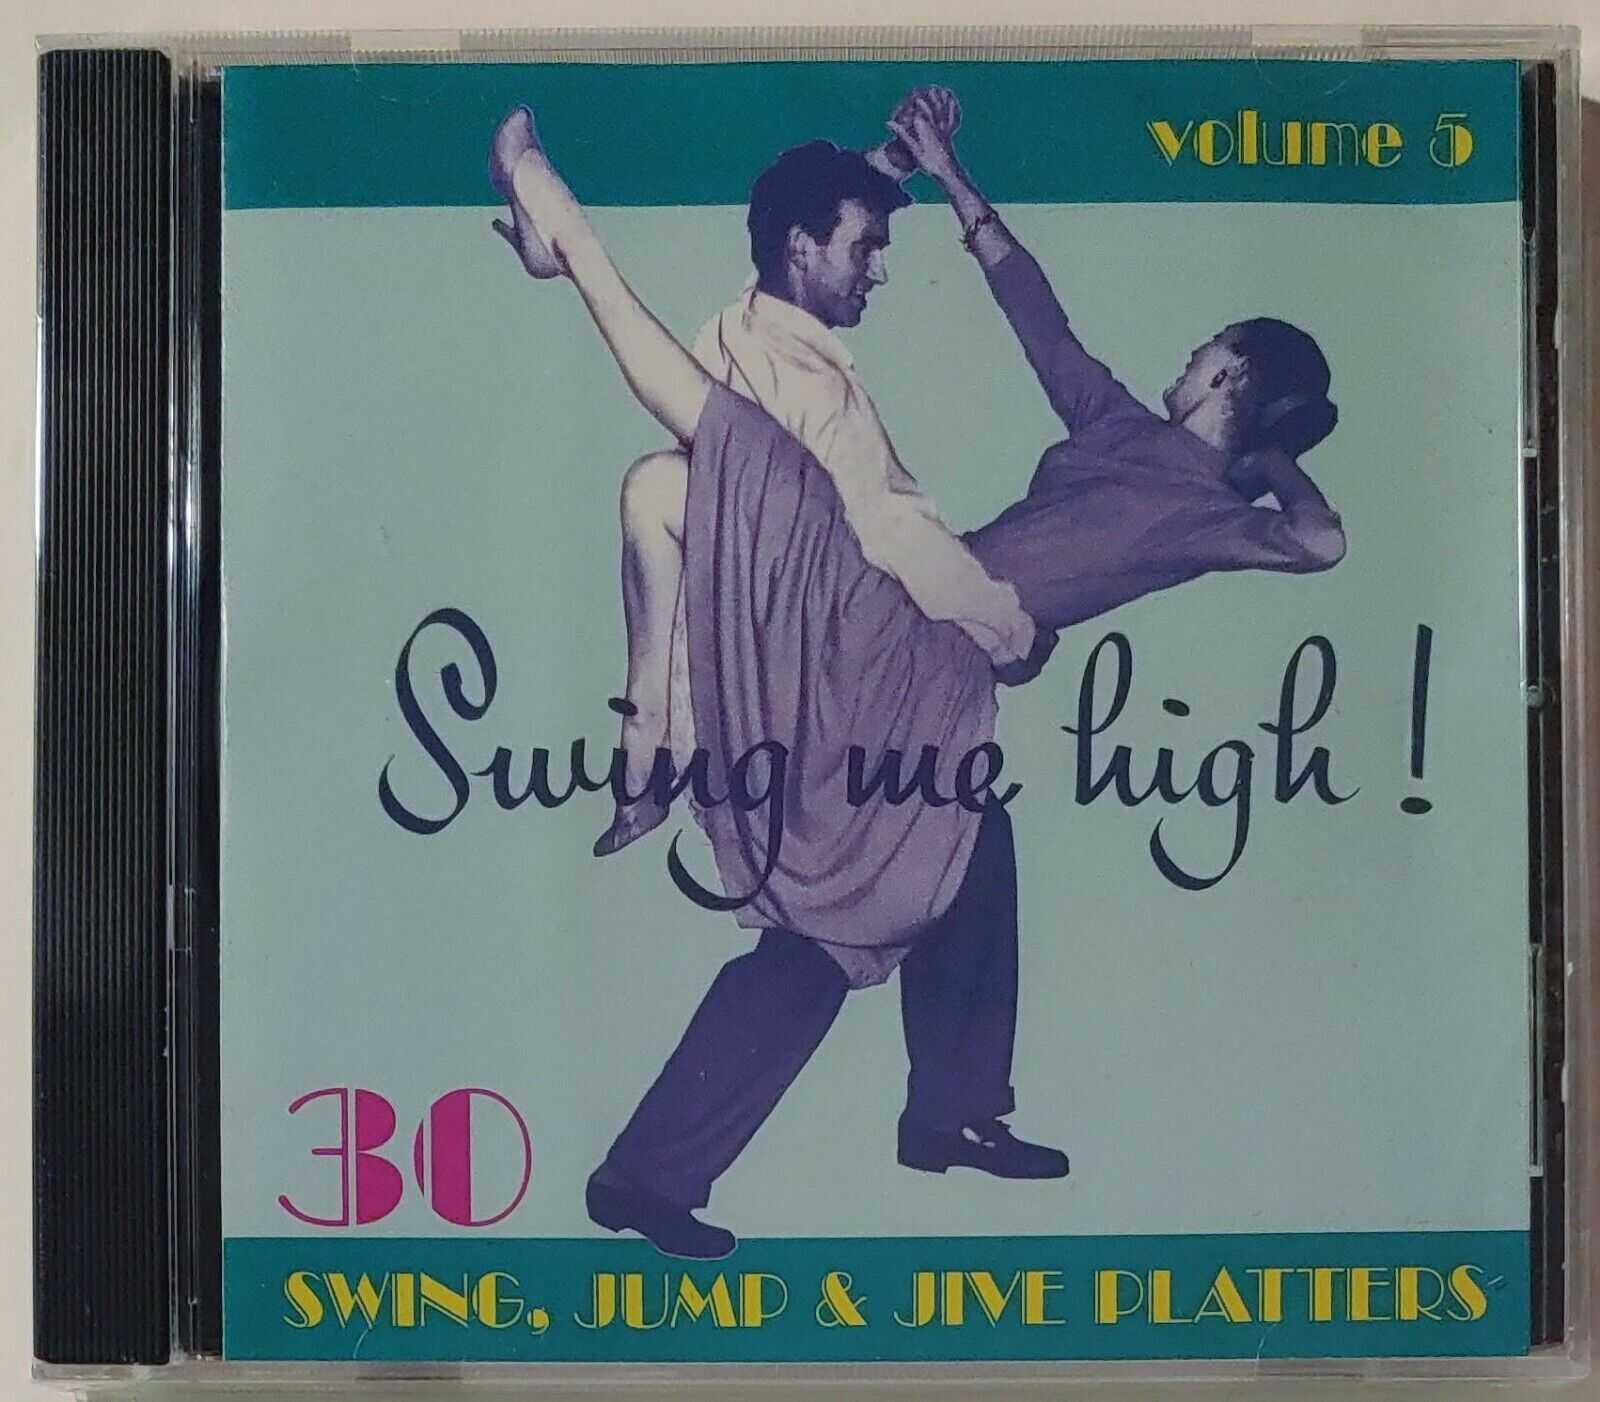 volume 5
Swing me high!
30
SWING, JUMP & JIVE PLATTERS